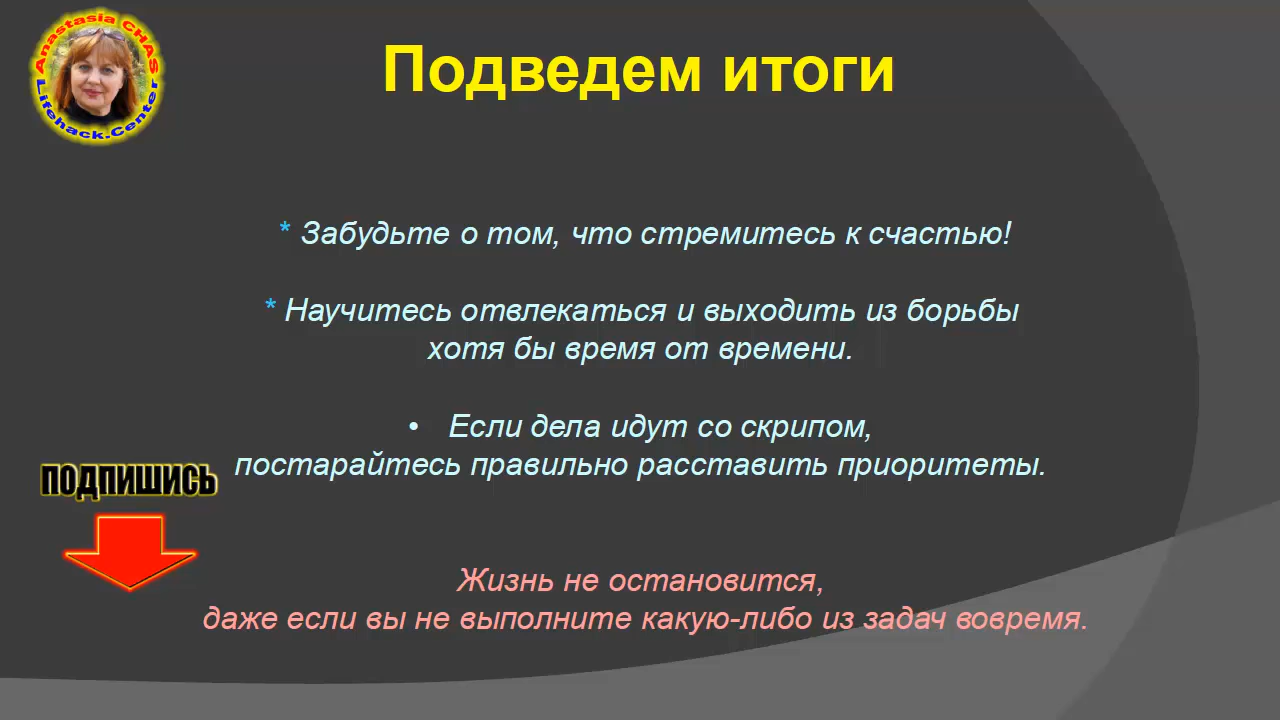 Anastasia CHAS
Lifehack.Center
Подведем итоги
* Забудьте о том, что стремитесь к счастью!
* Научитесь отвлекаться и выходить из борьбы
хотя бы время от времени.
• Если дела идут со скрипом,
постарайтесь правильно расставить приоритеты.
ПОДПИШИСЬ
Жизнь не остановится,
даже если вы не выполните какую-либо из задач вовремя.